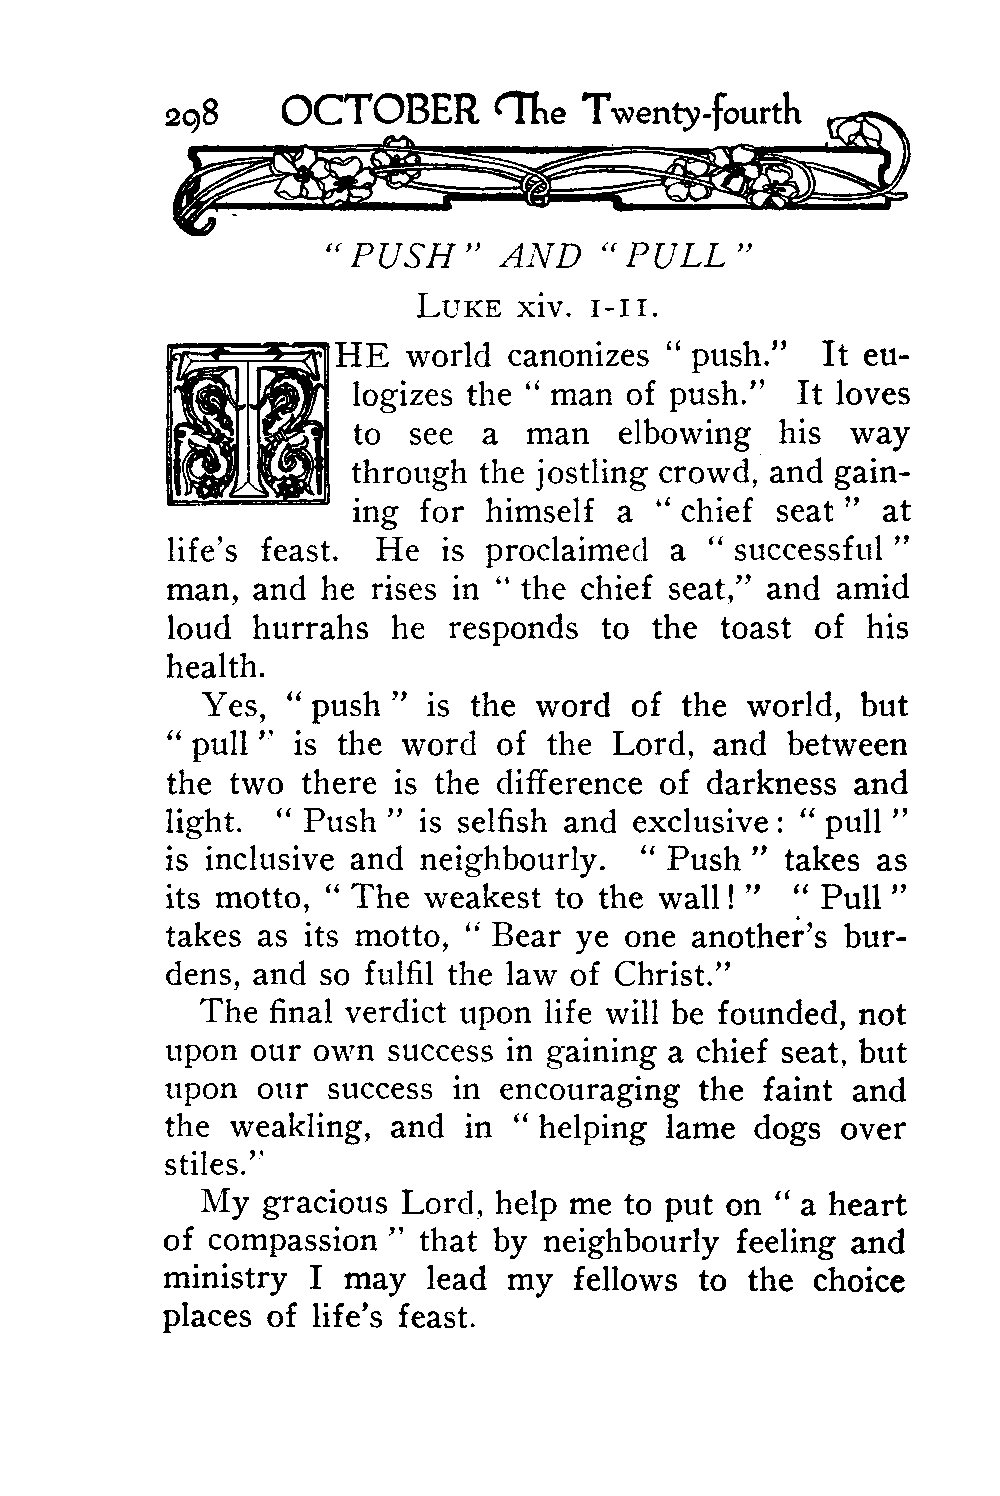 298 OCTOBER The Twenty-fourth
"PUSH" AND "PULL"
LUKE xiv. 1-11.
THE world canonizes "push." It eu-
logizes the "man of push." It loves
to see a man elbowing his way
through the jostling crowd, and gain-
ing for himself a "chief seat" at
life's feast. He is proclaimed a "successful"
man, and he rises in "the chief seat," and amid
loud hurrahs he responds to the toast of his
health.
Yes, "push" is the word of the world, but
"pull" is the word of the Lord, and between
the two there is the difference of darkness and
light. "Push" is selfish and exclusive: "pull"
is inclusive and neighbourly. "Push" takes as
its motto, "The weakest to the wall!" "Pull"
takes as its motto, "Bear ye one another's bur-
dens, and so fulfil the law of Christ."
The final verdict upon life will be founded, not
upon our own success in gaining a chief seat, but
upon our success in encouraging the faint and
the weakling, and in "helping lame dogs over
stiles."
My gracious Lord, help me to put on "a heart
of compassion" that by neighbourly feeling and
ministry I may lead my fellows to the choice
places of life's feast.